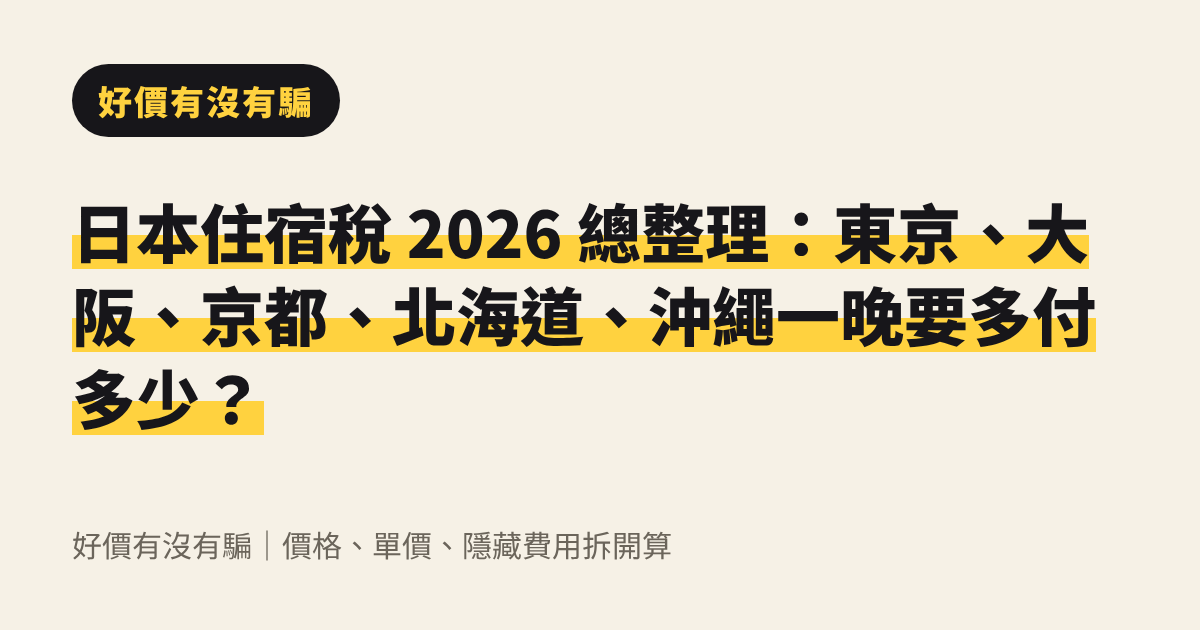 好價有沒有騙
日本住宿稅 2026 總整理：東京、大
阪、京都、北海道、沖繩一晚要多付
多少？
好價有沒有騙｜價格、單價、隱藏費用拆開算